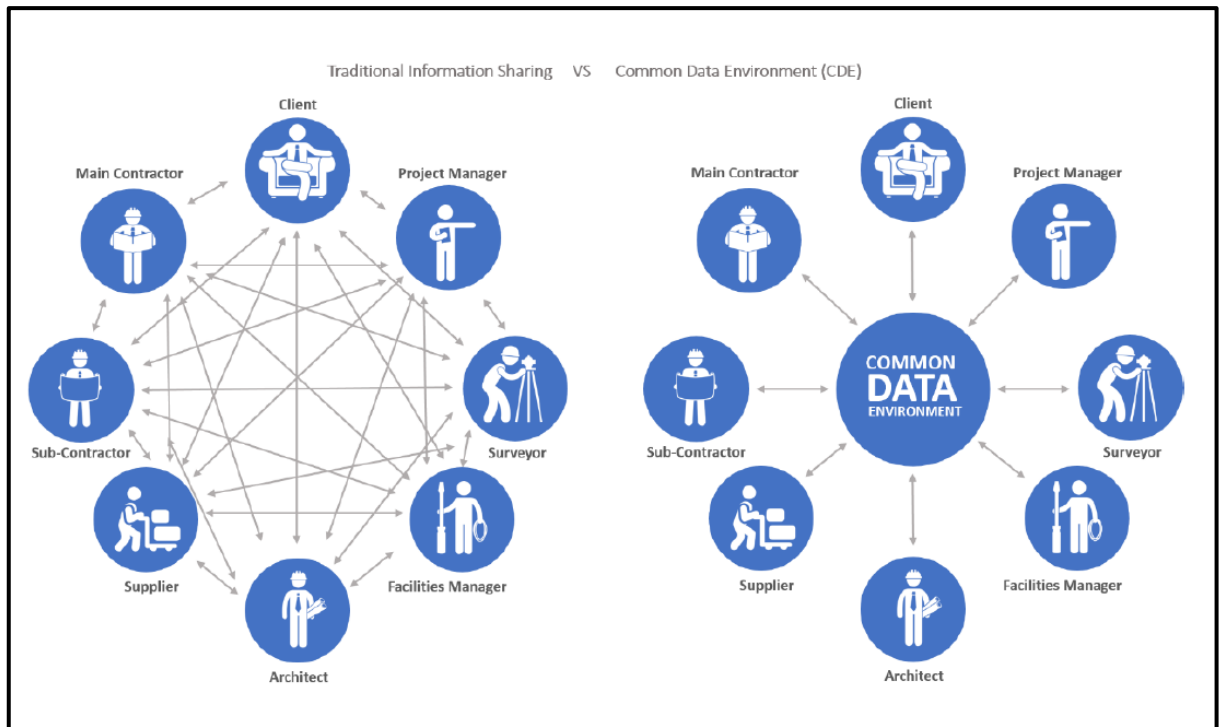 Traditional Information Sharing VS Common Data Environment (CDE)
Client
Main Contractor
Project Manager
Sub-Contractor
Surveyor
Supplier
Facilities Manager
Architect
Client
Main Contractor
Project Manager
COMMON
DATA
ENVIRONMENT
Sub-Contractor
Surveyor
Supplier
Facilities Manager
Architect